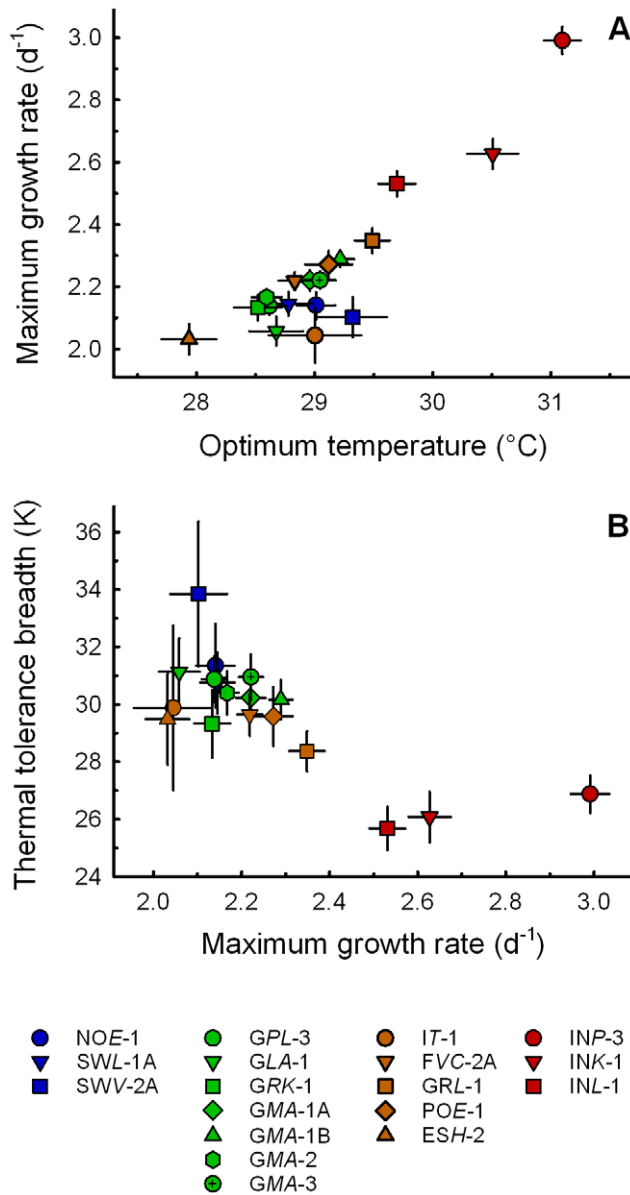 A
Maximum growth rate (d⁻¹)
3.0
2.8
2.6
2.4
2.2
2.0
28 29 30 31
Optimum temperature (°C)
B
Thermal tolerance breadth (K)
36
34
32
30
28
26
24
2.0 2.2 2.4 2.6 2.8 3.0
Maximum growth rate (d⁻¹)
NOE-1 GPL-3 IT-1 INP-3
SWL-1A GLA-1 FVC-2A INK-1
SWV-2A GRK-1 GRL-1 INL-1
GMA-1A POE-1
GMA-1B ESH-2
GMA-2
GMA-3